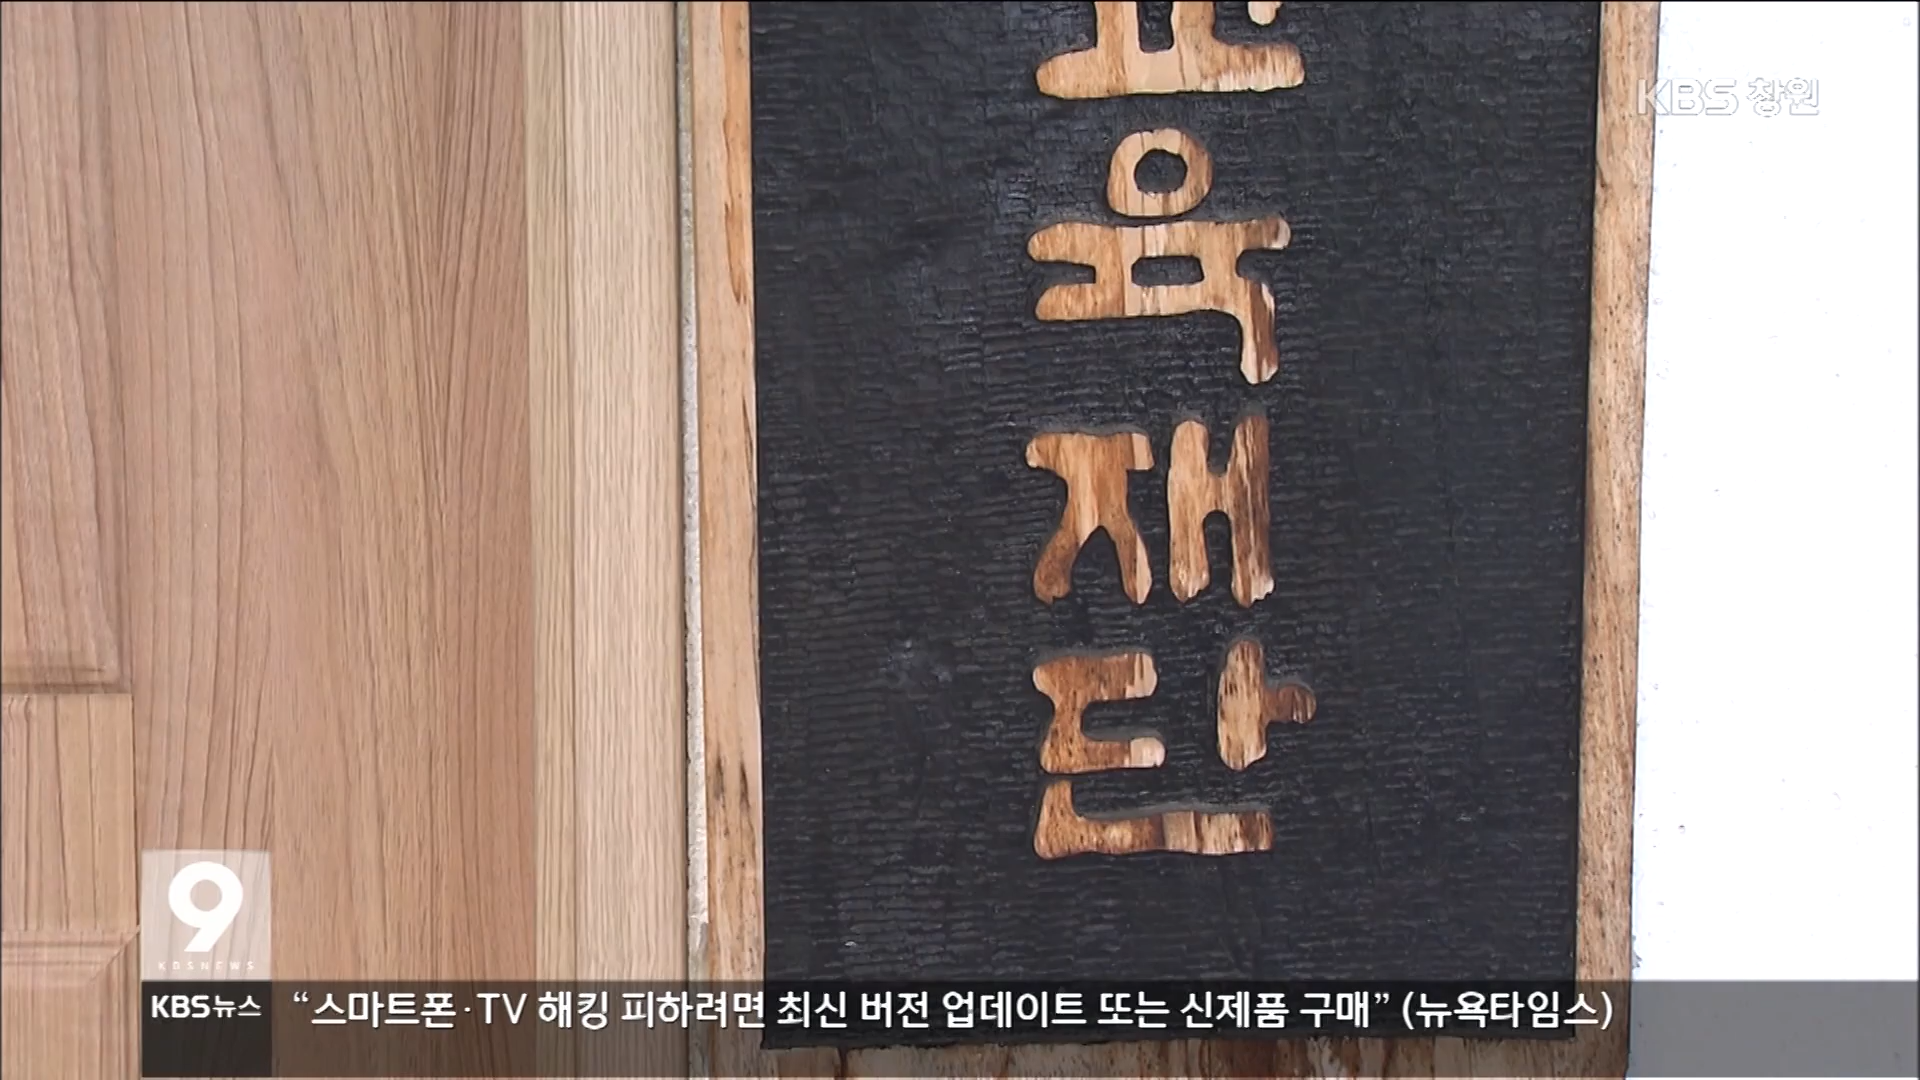 KBS 창원
육
재
단
9
KBSNEWS
KBS뉴스 “스마트폰·TV 해킹 피하려면 최신 버전 업데이트 또는 신제품 구매” (뉴욕타임스)